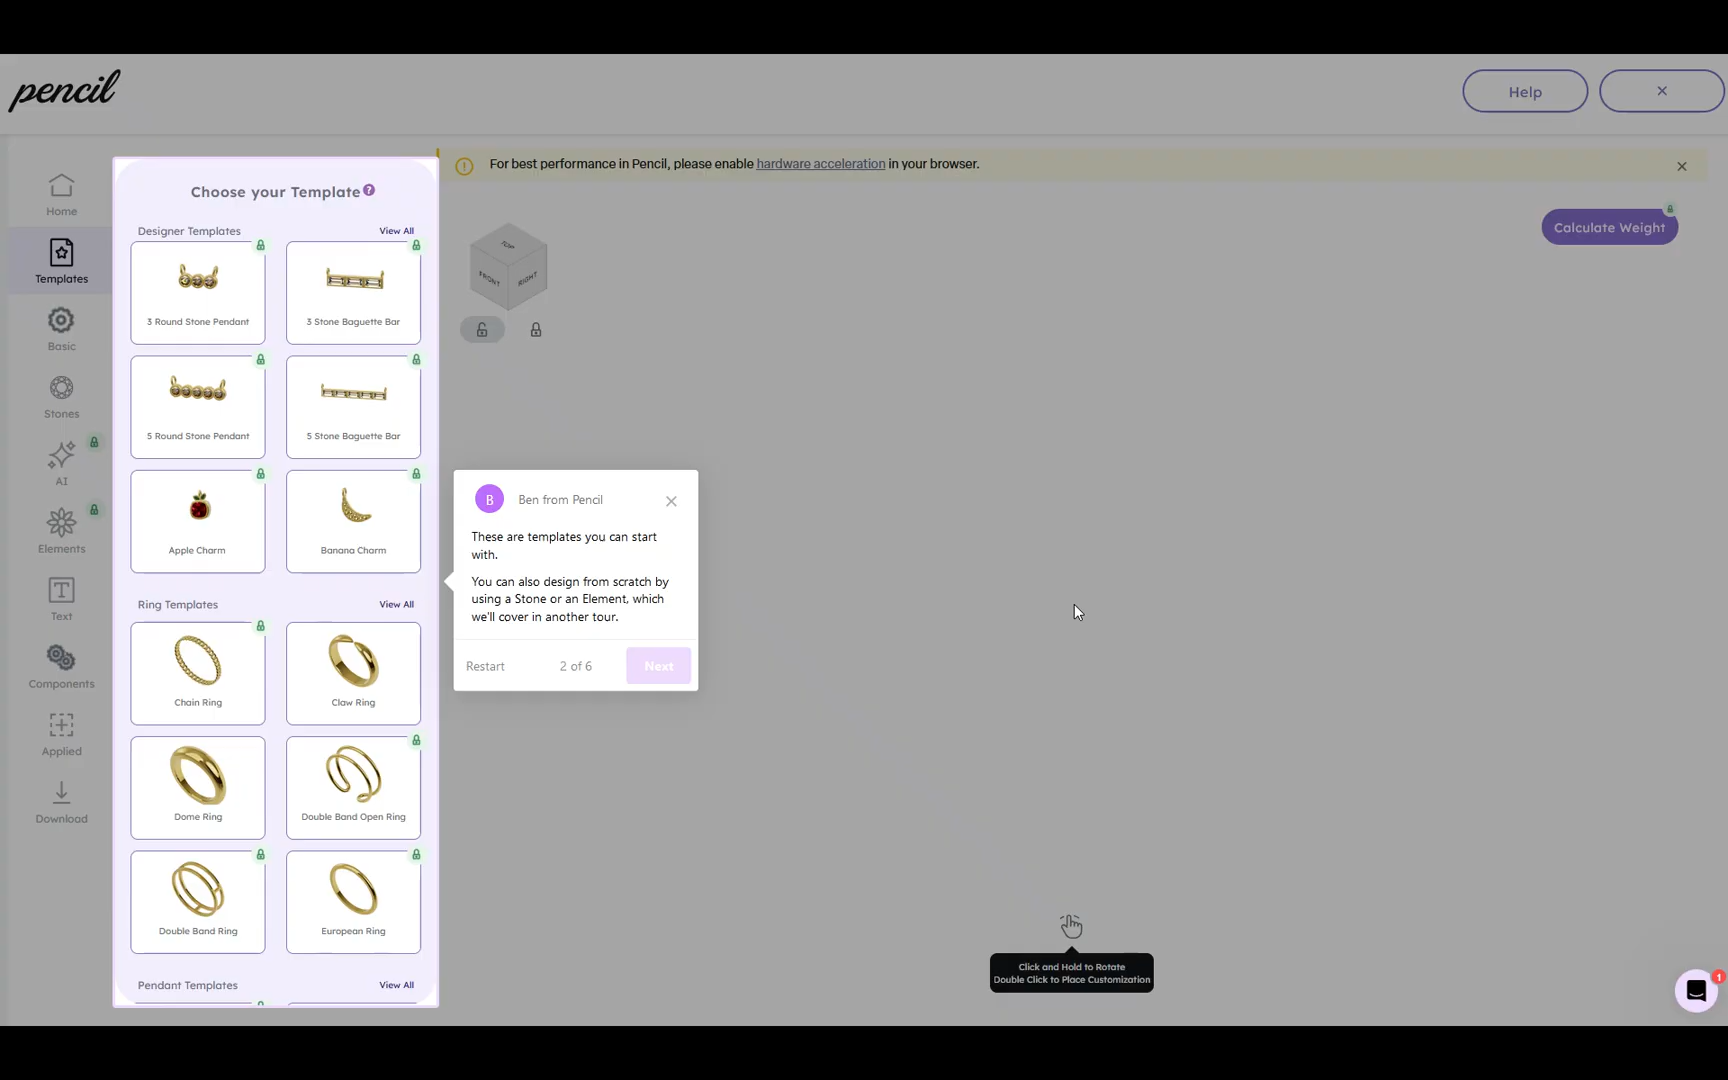 pencil
Help
For best performance in Pencil, please enable hardware acceleration in your browser.
Home
Templates
Basic
Stones
AI
Elements
Text
Components
Applied
Download
Choose your Template ?
Designer Templates View All
3 Round Stone Pendant
3 Stone Baguette Bar
5 Round Stone Pendant
5 Stone Baguette Bar
Apple Charm
Banana Charm
Ring Templates View All
Chain Ring
Claw Ring
Dome Ring
Double Band Open Ring
Double Band Ring
European Ring
Pendant Templates View All
TOP
FRONT
RIGHT
Calculate Weight
B Ben from Pencil
These are templates you can start
with.
You can also design from scratch by
using a Stone or an Element, which
we'll cover in another tour.
Restart 2 of 6 Next
Click and Hold to Rotate
Double Click to Place Customization
1